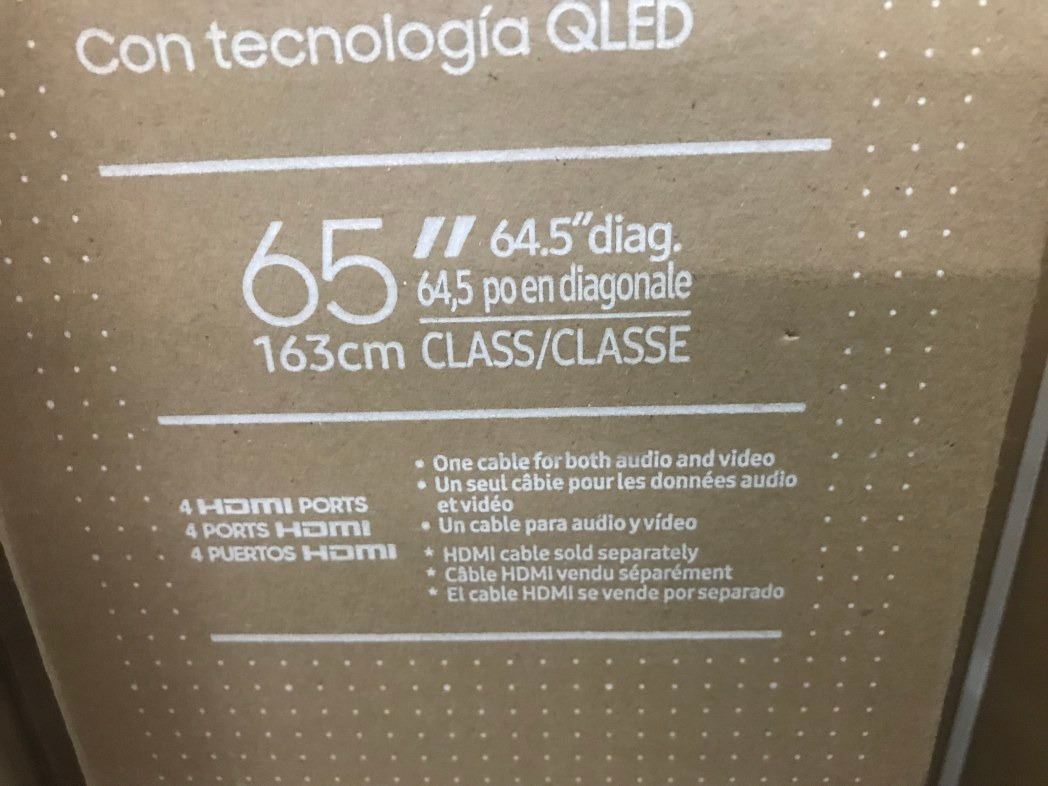 Con tecnología QLED
65" 64.5"diag.
64,5 po en diagonale
163cm CLASS/CLASSE
4 HDMI PORTS
4 PORTS HDMI
4 PUERTOS HDMI
• One cable for both audio and video
• Un seul câbie pour les données audio
et vidéo
• Un cable para audio y vídeo
* HDMI cable sold separately
* Câble HDMI vendu séparément
* El cable HDMI se vende por separado